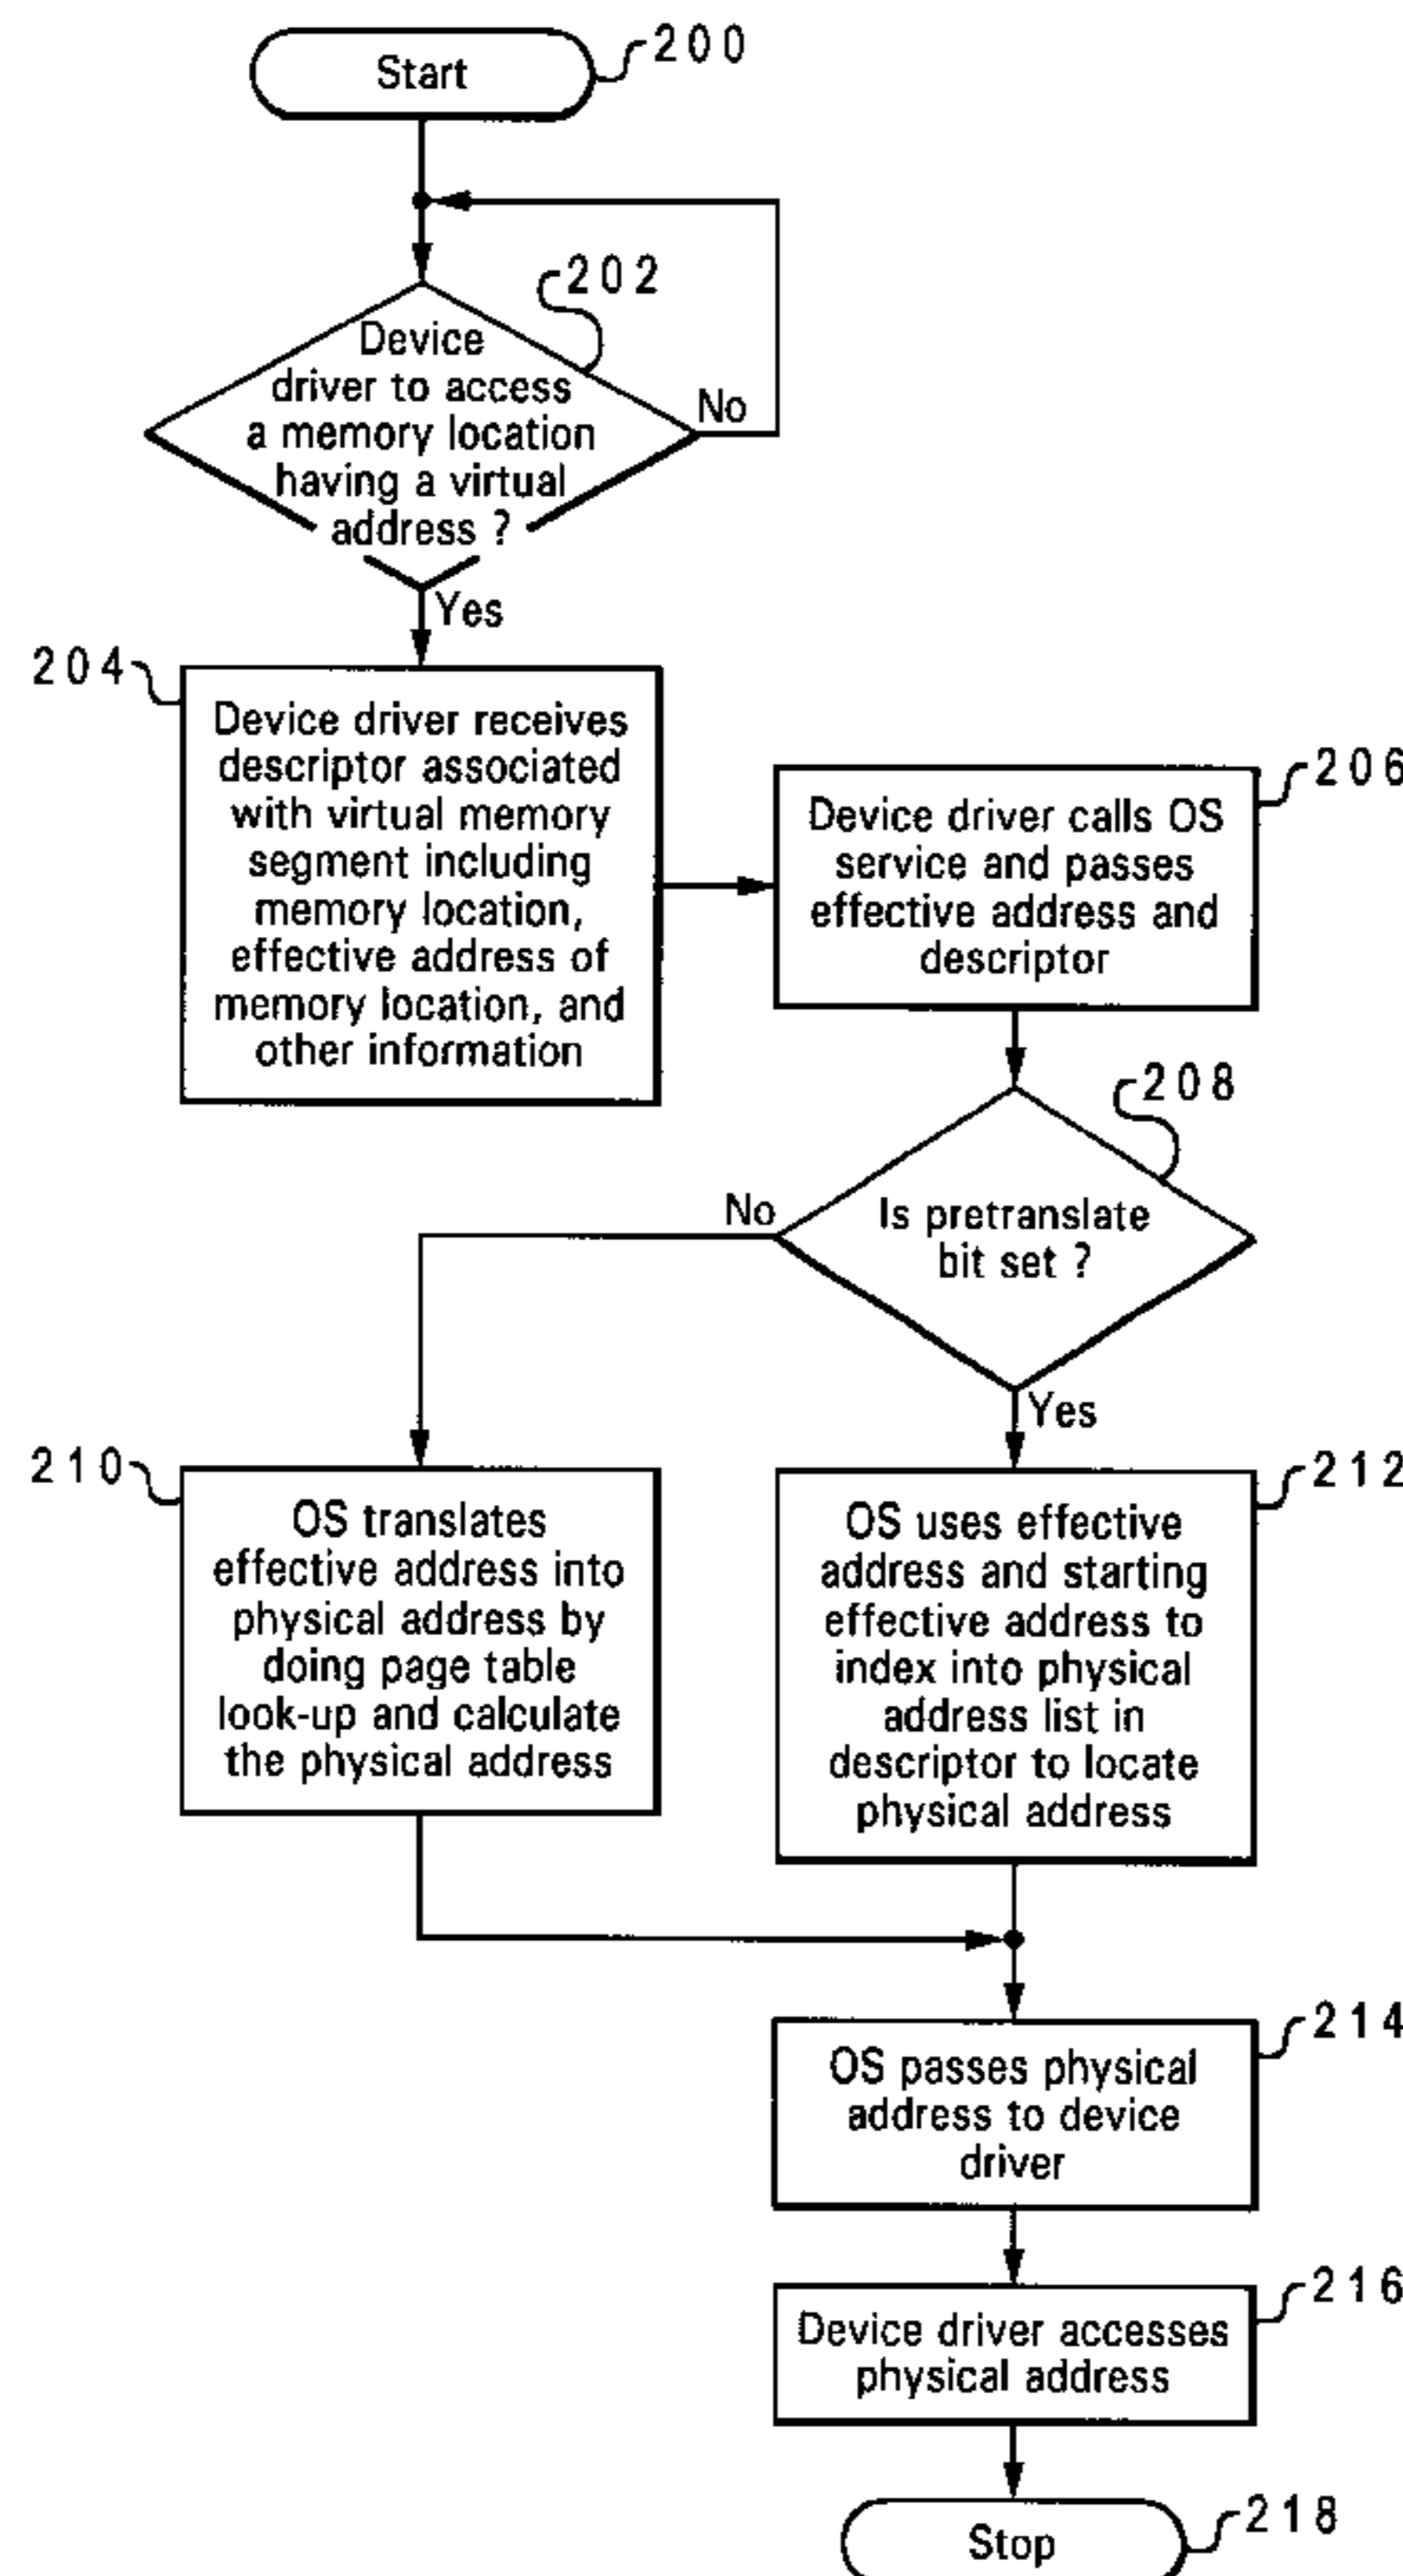 Start
200
202
Device
driver to access
a memory location
having a virtual
address ?
No
Yes
204
Device driver receives
descriptor associated
with virtual memory
segment including
memory location,
effective address of
memory location, and
other information
206
Device driver calls OS
service and passes
effective address and
descriptor
208
Is pretranslate
bit set ?
No
Yes
210
OS translates
effective address into
physical address by
doing page table
look-up and calculate
the physical address
212
OS uses effective
address and starting
effective address to
index into physical
address list in
descriptor to locate
physical address
214
OS passes physical
address to device
driver
216
Device driver accesses
physical address
Stop
218